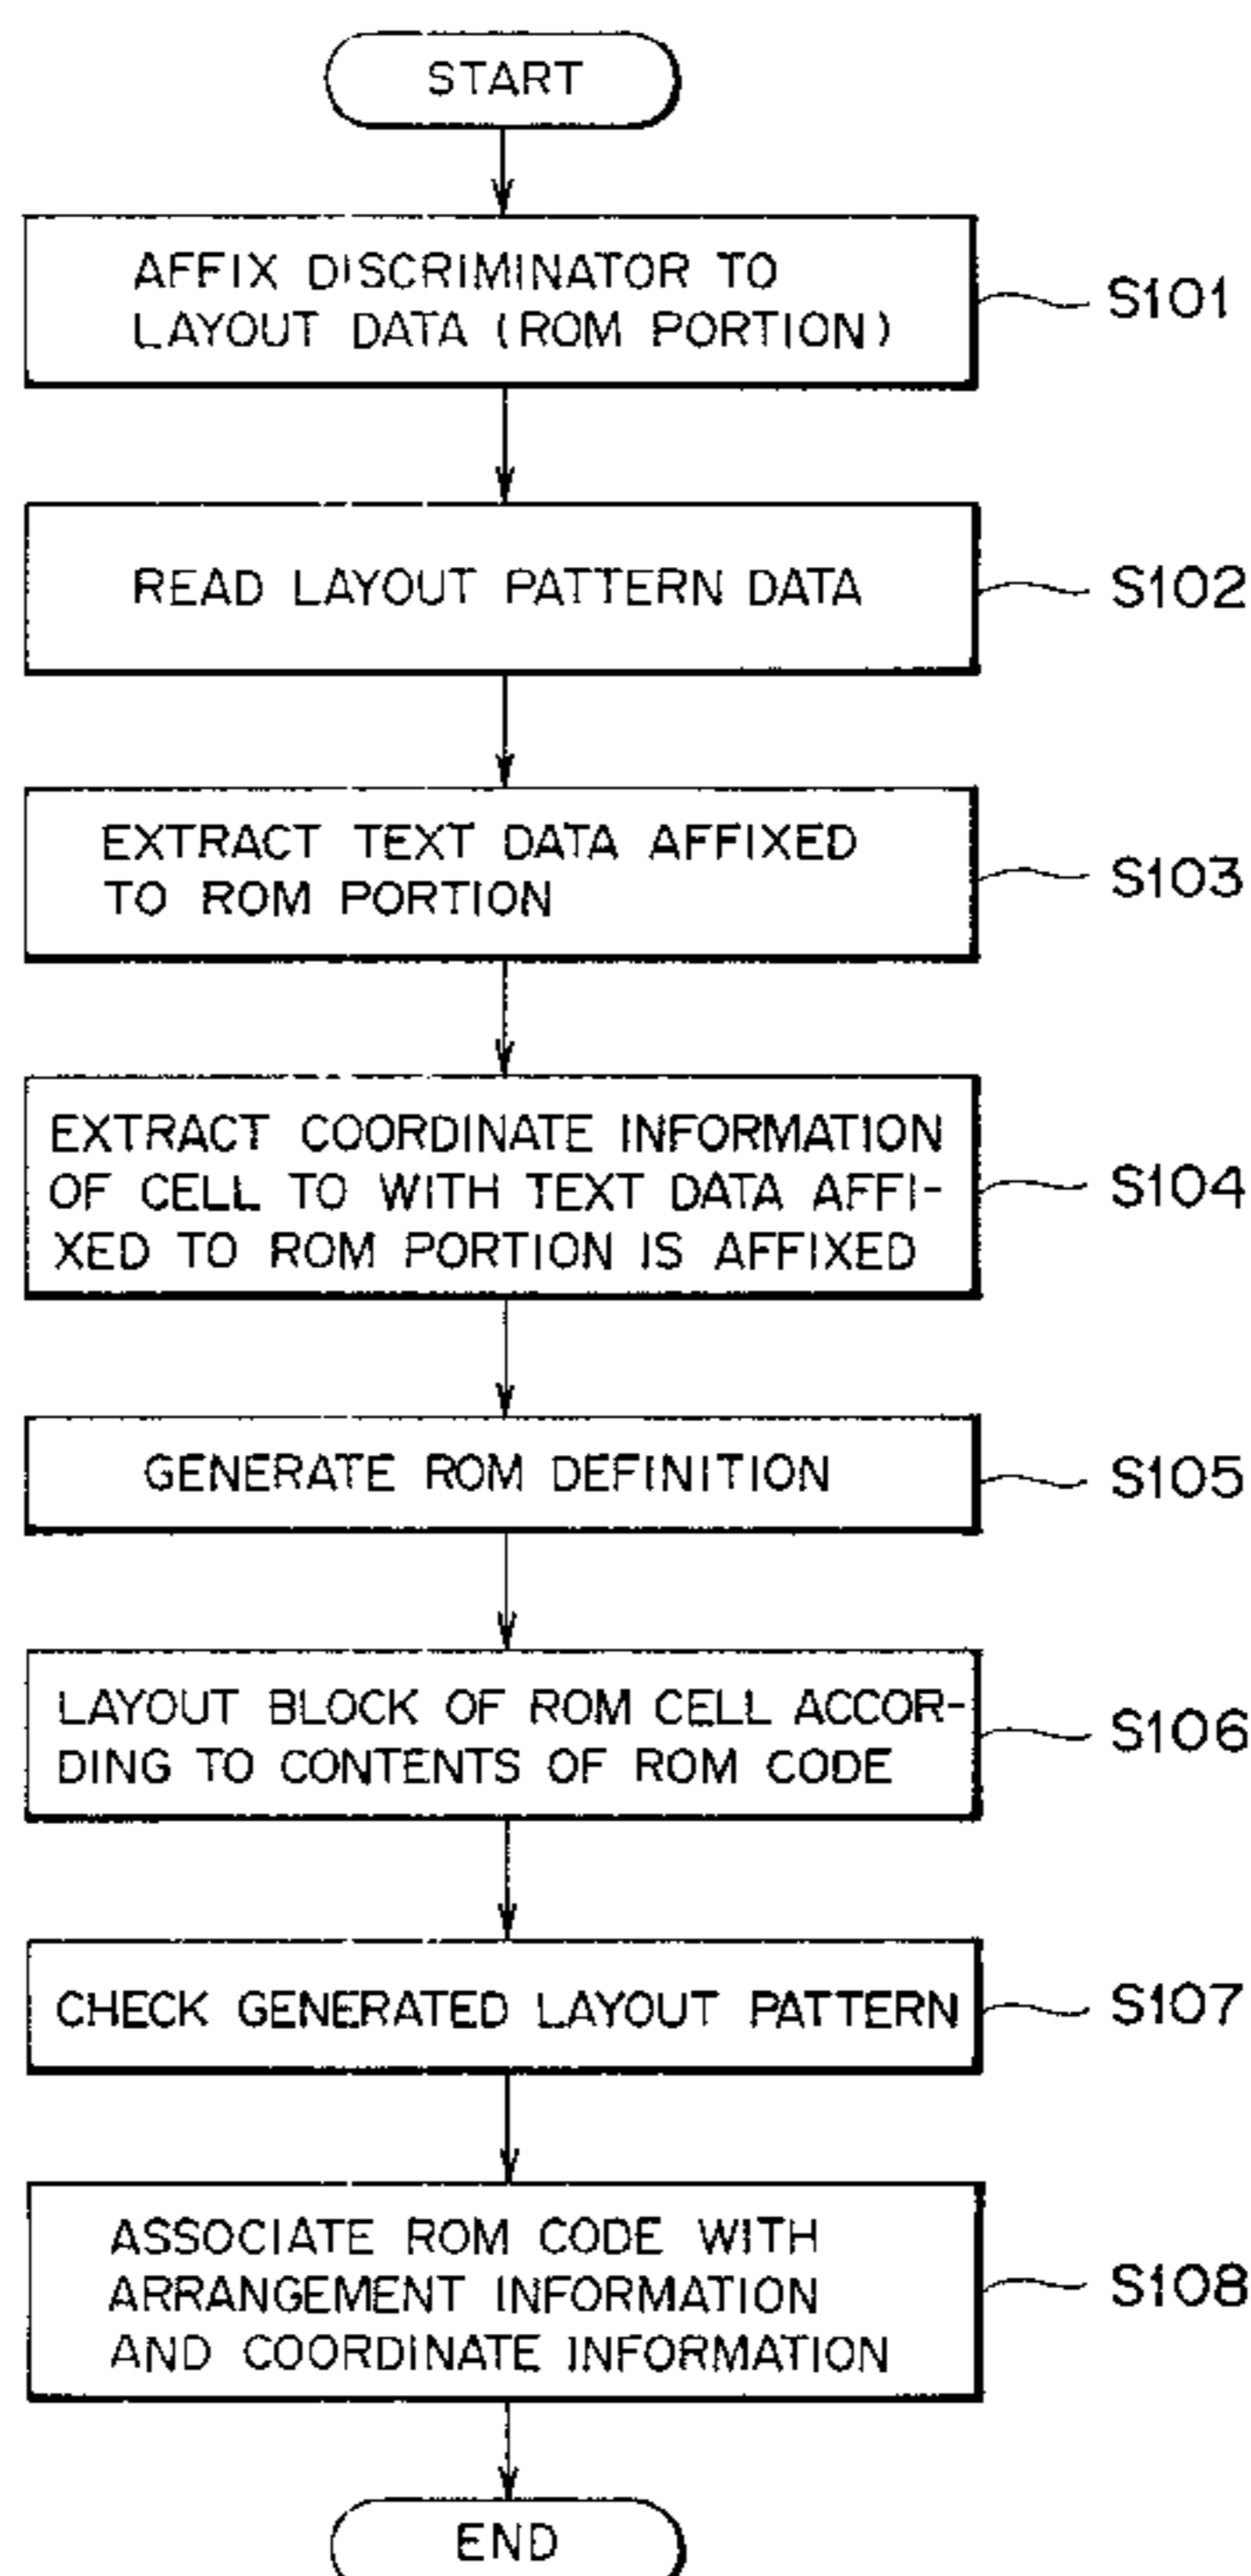 START
AFFIX DISCRIMINATOR TO
LAYOUT DATA (ROM PORTION)
S101
READ LAYOUT PATTERN DATA
S102
EXTRACT TEXT DATA AFFIXED
TO ROM PORTION
S103
EXTRACT COORDINATE INFORMATION
OF CELL TO WITH TEXT DATA AFFI-
XED TO ROM PORTION IS AFFIXED
S104
GENERATE ROM DEFINITION
S105
LAYOUT BLOCK OF ROM CELL ACCOR-
DING TO CONTENTS OF ROM CODE
S106
CHECK GENERATED LAYOUT PATTERN
S107
ASSOCIATE ROM CODE WITH
ARRANGEMENT INFORMATION
AND COORDINATE INFORMATION
S108
END